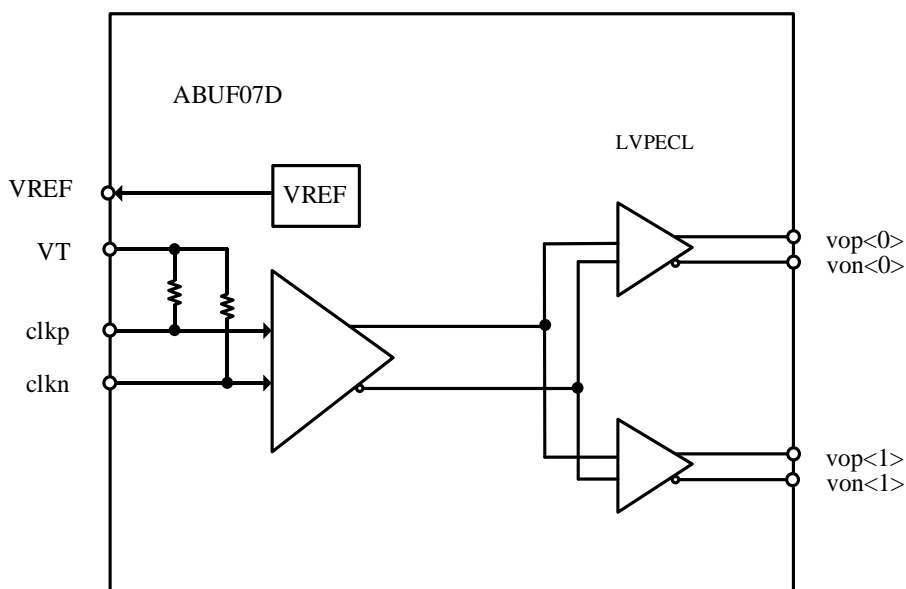 ABUF07D
LVPECL
VREF
VREF
VT
clkp
clkn
vop<0>
von<0>
vop<1>
von<1>